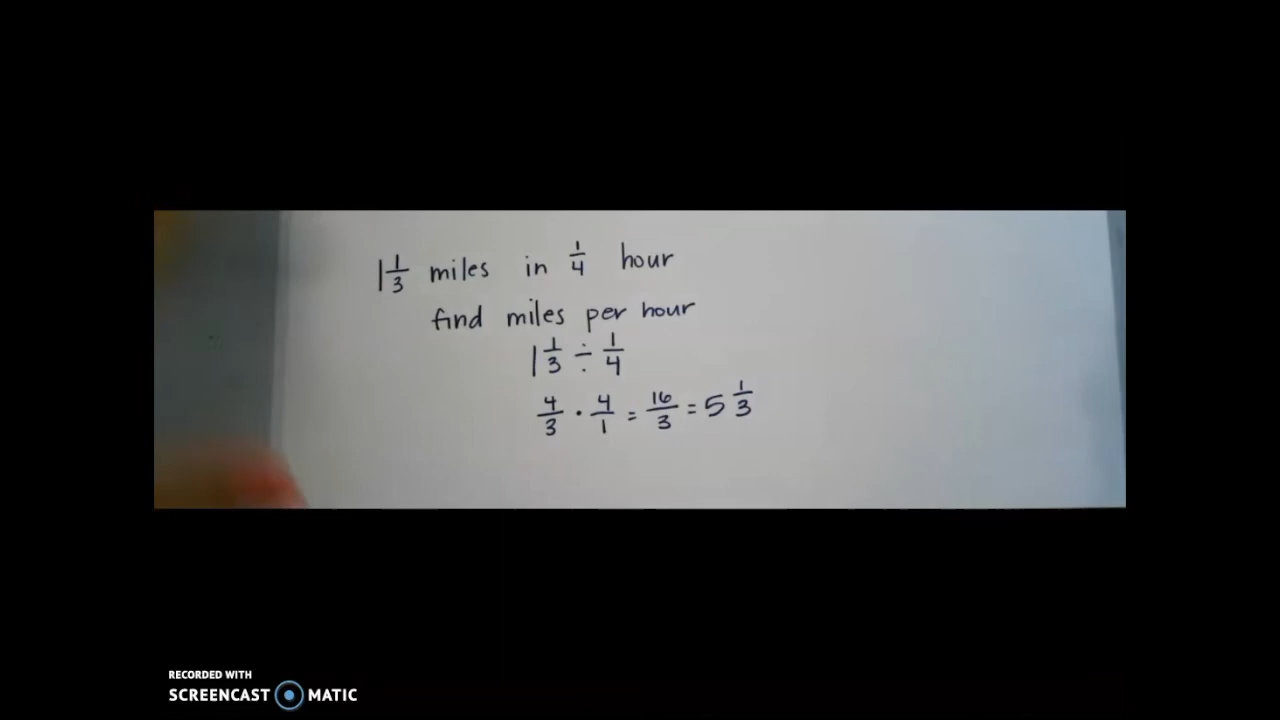 1 1/3 miles in 1/4 hour
find miles per hour
1 1/3 ÷ 1/4
4/3 · 4/1 = 16/3 = 5 1/3
RECORDED WITH
SCREENCAST MATIC